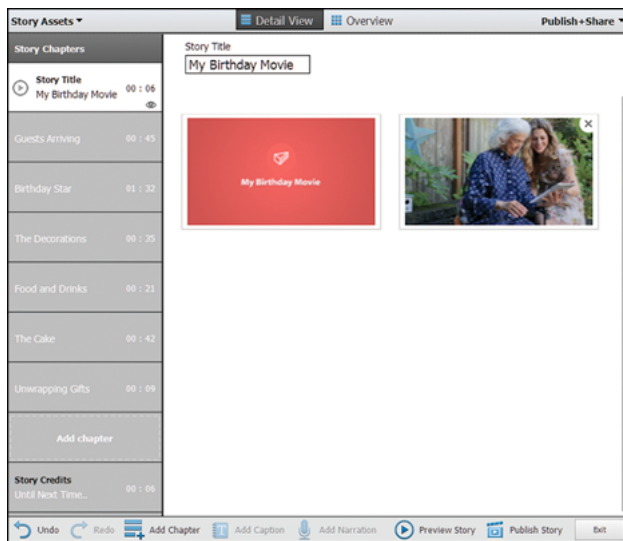 Story Assets
Detail View
Overview
Publish+Share
Story Chapters
Story Title
My Birthday Movie
00 : 06
Guests Arriving
00 : 45
Birthday Star
01 : 32
The Decorations
00 : 35
Food and Drinks
00 : 21
The Cake
00 : 42
Unwrapping Gifts
00 : 09
Add chapter
Story Credits
Until Next Time...
00 : 06
Story Title
My Birthday Movie
My Birthday Movie
Undo
Redo
Add Chapter
Add Caption
Add Narration
Preview Story
Publish Story
Exit